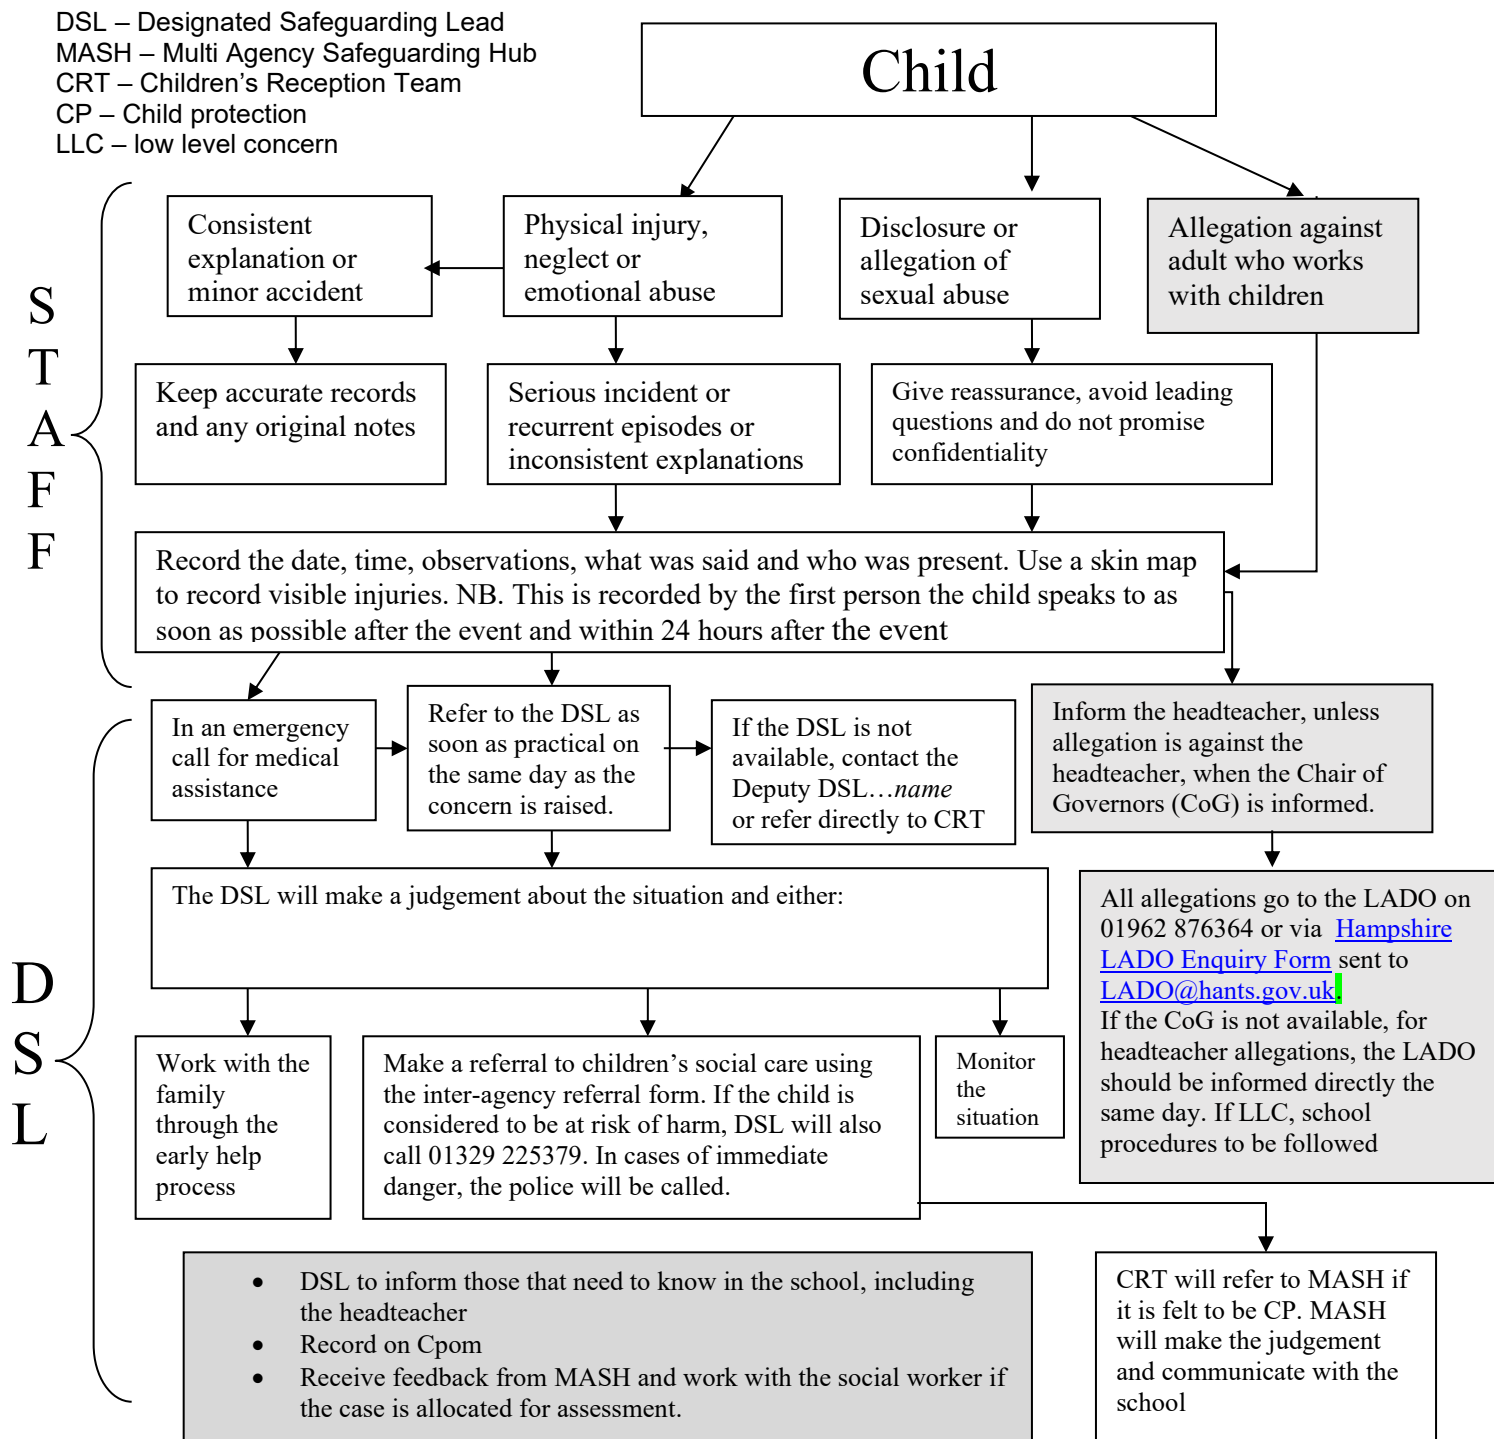 DSL – Designated Safeguarding Lead
MASH – Multi Agency Safeguarding Hub
CRT – Children's Reception Team
CP – Child protection
LLC – low level concern
Child
S
T
A
F
F
Consistent
explanation or
minor accident
Physical injury,
neglect or
emotional abuse
Disclosure or
allegation of
sexual abuse
Allegation against
adult who works
with children
Keep accurate records
and any original notes
Serious incident or
recurrent episodes or
inconsistent explanations
Give reassurance, avoid leading
questions and do not promise
confidentiality
Record the date, time, observations, what was said and who was present. Use a skin map
to record visible injuries. NB. This is recorded by the first person the child speaks to as
soon as possible after the event and within 24 hours after the event
D
S
L
In an emergency
call for medical
assistance
Refer to the DSL as
soon as practical on
the same day as the
concern is raised.
If the DSL is not
available, contact the
Deputy DSL…name
or refer directly to CRT
Inform the headteacher, unless
allegation is against the
headteacher, when the Chair of
Governors (CoG) is informed.
The DSL will make a judgement about the situation and either:
All allegations go to the LADO on
01962 876364 or via Hampshire
LADO Enquiry Form sent to
LADO@hants.gov.uk.
If the CoG is not available, for
headteacher allegations, the LADO
should be informed directly the
same day. If LLC, school
procedures to be followed
Work with the
family
through the
early help
process
Make a referral to children's social care using
the inter-agency referral form. If the child is
considered to be at risk of harm, DSL will also
call 01329 225379. In cases of immediate
danger, the police will be called.
Monitor
the
situation
• DSL to inform those that need to know in the school, including
the headteacher
• Record on Cpom
• Receive feedback from MASH and work with the social worker if
the case is allocated for assessment.
CRT will refer to MASH if
it is felt to be CP. MASH
will make the judgement
and communicate with the
school